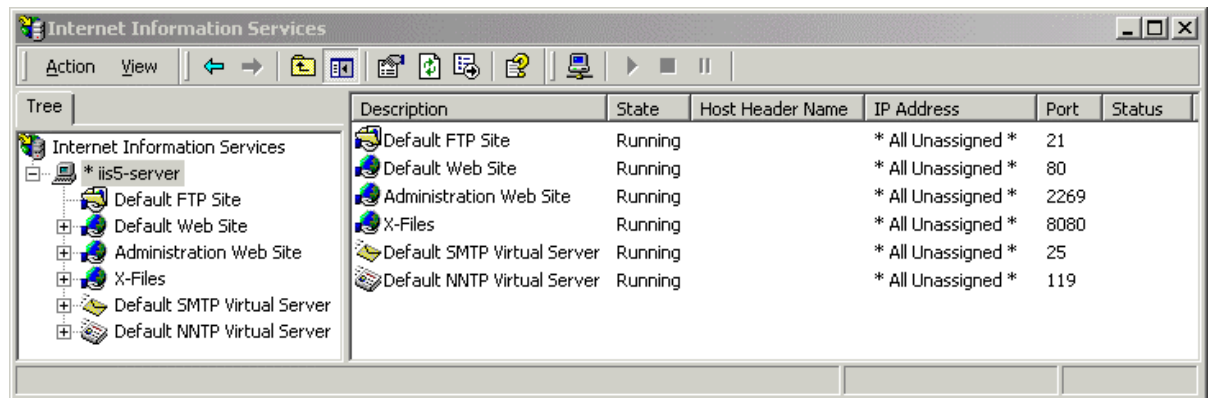 Internet Information Services
Action View
Tree
Internet Information Services
* iis5-server
Default FTP Site
Default Web Site
Administration Web Site
X-Files
Default SMTP Virtual Server
Default NNTP Virtual Server
Description State Host Header Name IP Address Port Status
Default FTP Site Running * All Unassigned * 21
Default Web Site Running * All Unassigned * 80
Administration Web Site Running * All Unassigned * 2269
X-Files Running * All Unassigned * 8080
Default SMTP Virtual Server Running * All Unassigned * 25
Default NNTP Virtual Server Running * All Unassigned * 119